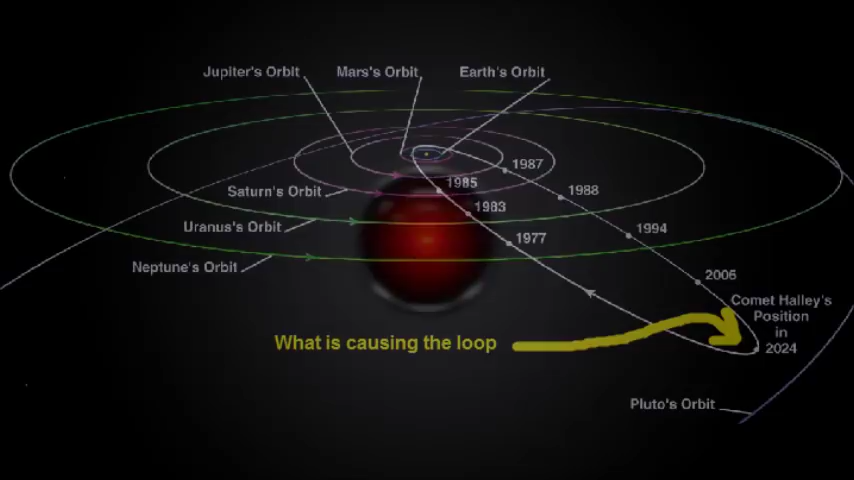 Jupiter's Orbit
Mars's Orbit
Earth's Orbit
1987
1985
Saturn's Orbit
1988
1983
Uranus's Orbit
1994
1977
Neptune's Orbit
2005
Comet Halley's
Position
in
2024
What is causing the loop
Pluto's Orbit